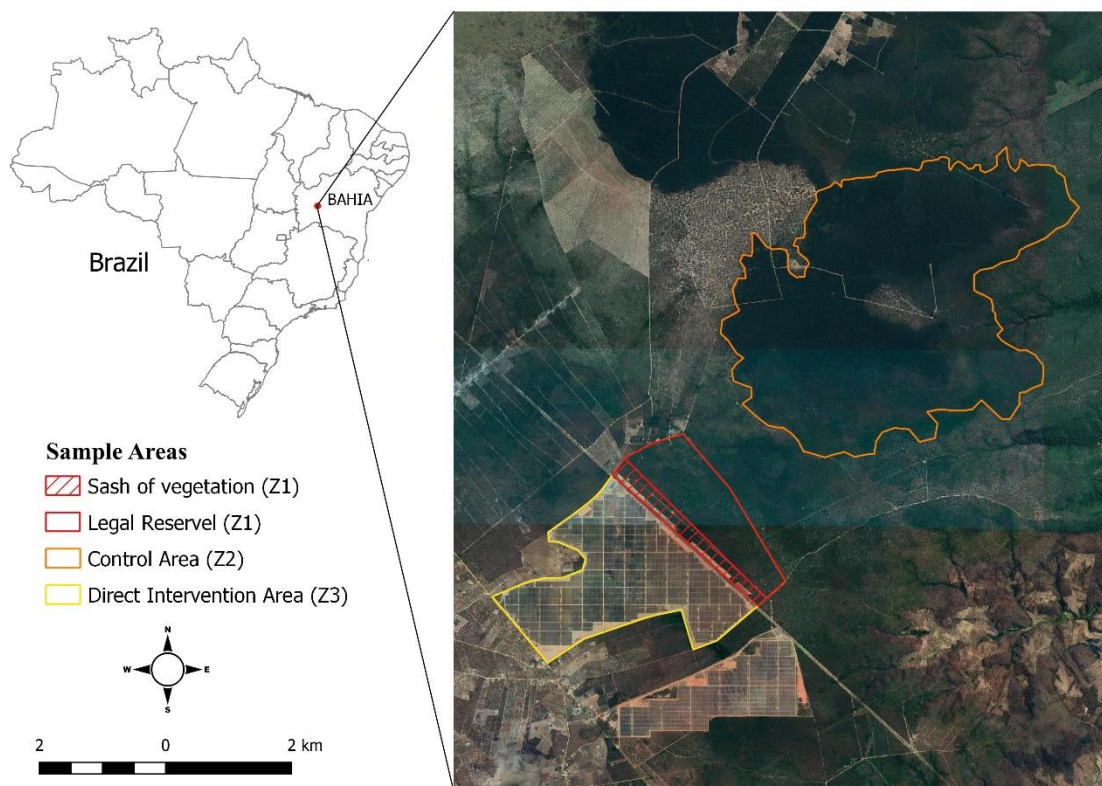 BAHIA
Brazil
Sample Areas
Sash of vegetation (Z1)
Legal Reservel (Z1)
Control Area (Z2)
Direct Intervention Area (Z3)
N
W E
S
2 0 2 km